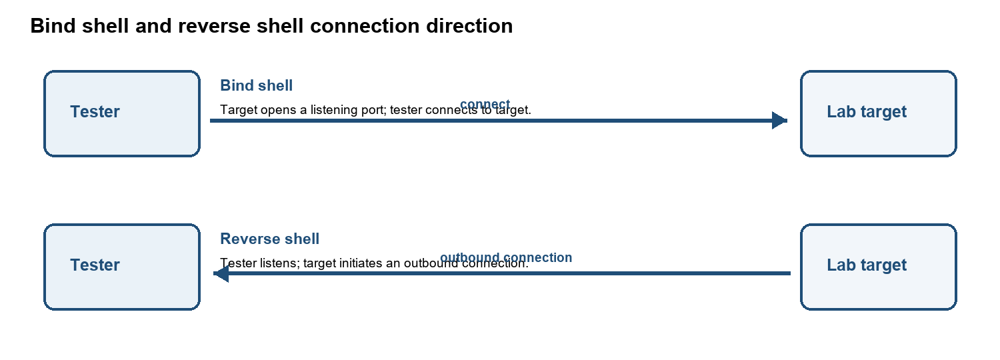 Bind shell and reverse shell connection direction
Bind shell
connect
Target opens a listening port; tester connects to target.
Tester
Lab target
Reverse shell
outbound connection
Tester listens; target initiates an outbound connection.
Tester
Lab target